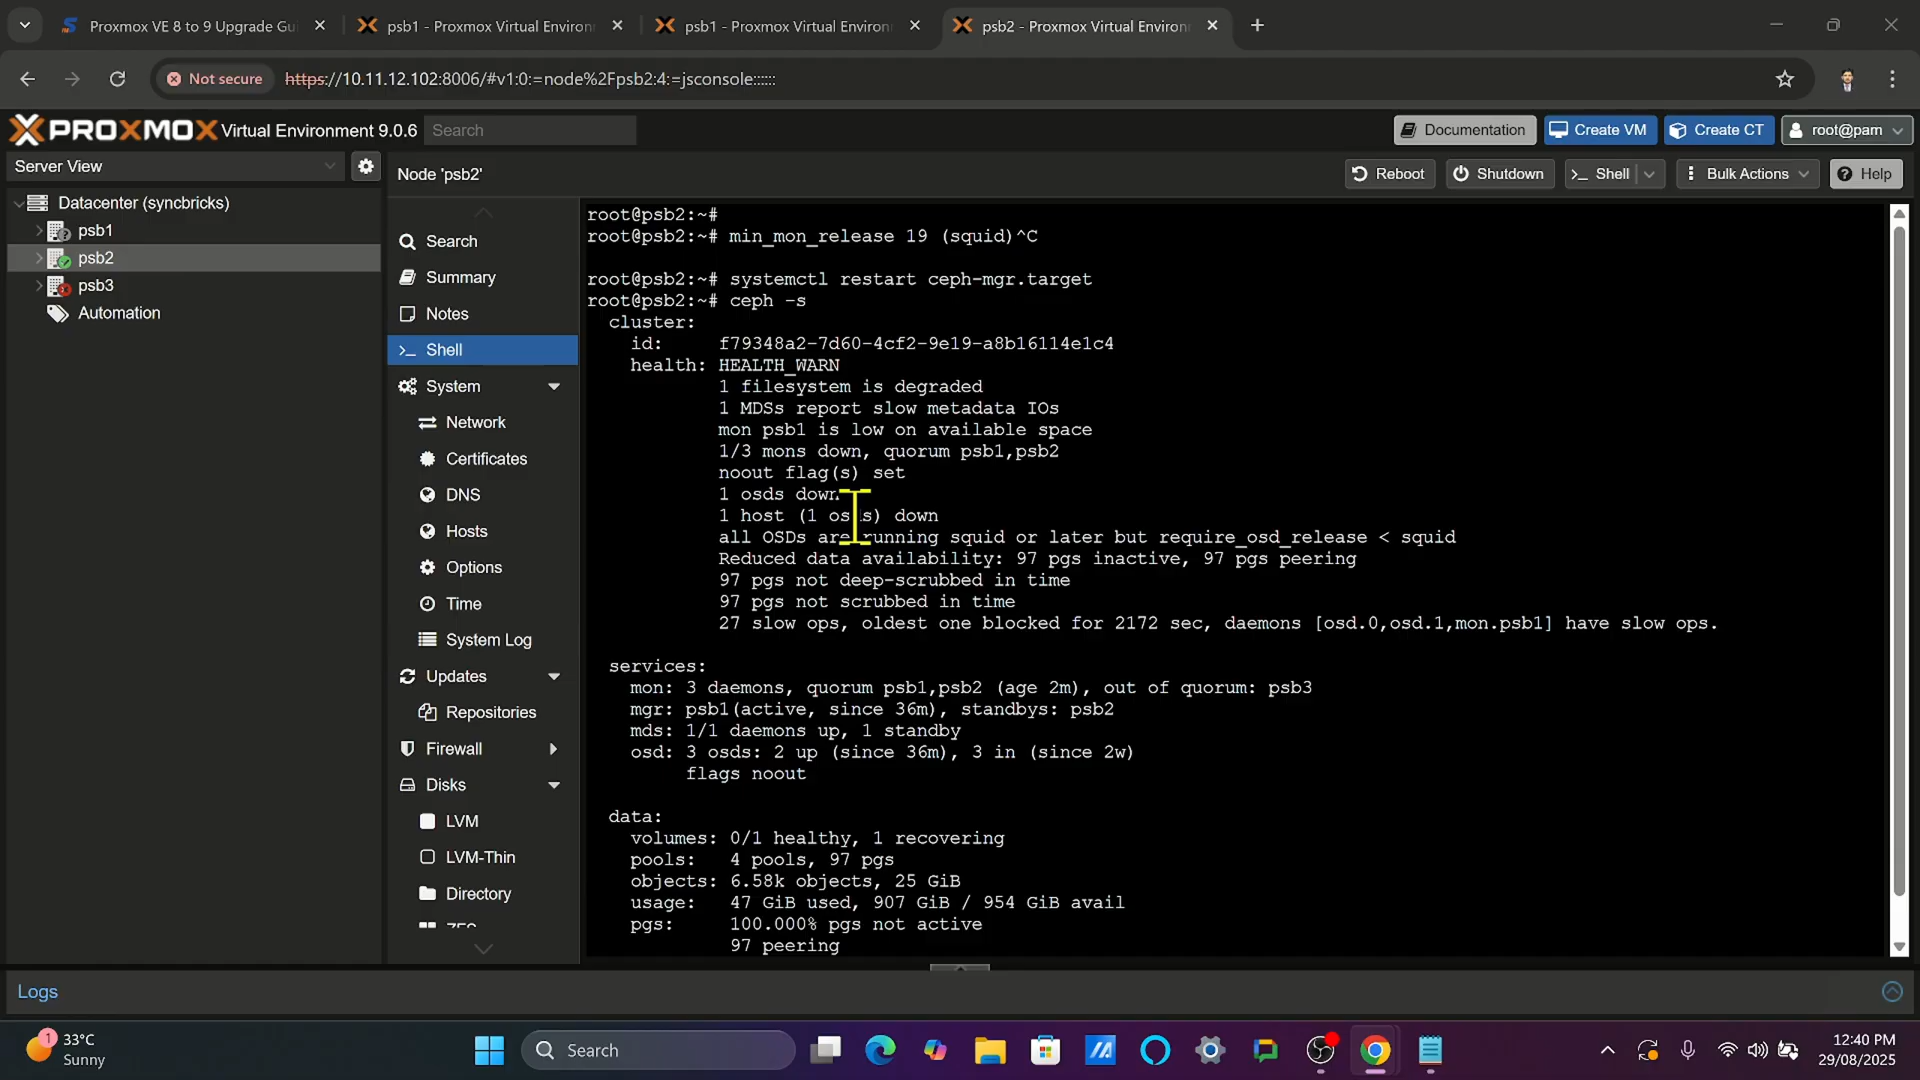 Proxmox VE 8 to 9 Upgrade Gui
psb1 - Proxmox Virtual Environ
psb1 - Proxmox Virtual Environ
psb2 - Proxmox Virtual Environ
Not secure
https://10.11.12.102:8006/#v1:0:=node%2Fpsb2:4:=jsconsole::::::
PROXMOX Virtual Environment 9.0.6
Search
Documentation
Create VM
Create CT
root@pam
Server View
Node 'psb2'
Reboot
Shutdown
>_ Shell
Bulk Actions
Help
Datacenter (syncbricks)
psb1
psb2
psb3
Automation
Search
Summary
Notes
>_ Shell
System
Network
Certificates
DNS
Hosts
Options
Time
System Log
Updates
Repositories
Firewall
Disks
LVM
LVM-Thin
Directory
ZFS
root@psb2:~#
root@psb2:~# min_mon_release 19 (squid)^C
root@psb2:~# systemctl restart ceph-mgr.target
root@psb2:~# ceph -s
cluster:
id: f79348a2-7d60-4cf2-9e19-a8b16114e1c4
health: HEALTH_WARN
1 filesystem is degraded
1 MDSs report slow metadata IOs
mon psb1 is low on available space
1/3 mons down, quorum psb1,psb2
noout flag(s) set
1 osds down
1 host (1 osds) down
all OSDs are running squid or later but require_osd_release < squid
Reduced data availability: 97 pgs inactive, 97 pgs peering
97 pgs not deep-scrubbed in time
97 pgs not scrubbed in time
27 slow ops, oldest one blocked for 2172 sec, daemons [osd.0,osd.1,mon.psb1] have slow ops.
services:
mon: 3 daemons, quorum psb1,psb2 (age 2m), out of quorum: psb3
mgr: psb1(active, since 36m), standbys: psb2
mds: 1/1 daemons up, 1 standby
osd: 3 osds: 2 up (since 36m), 3 in (since 2w)
flags noout
data:
volumes: 0/1 healthy, 1 recovering
pools: 4 pools, 97 pgs
objects: 6.58k objects, 25 GiB
usage: 47 GiB used, 907 GiB / 954 GiB avail
pgs: 100.000% pgs not active
97 peering
Logs
1
33°C
Sunny
Search
12:40 PM
29/08/2025